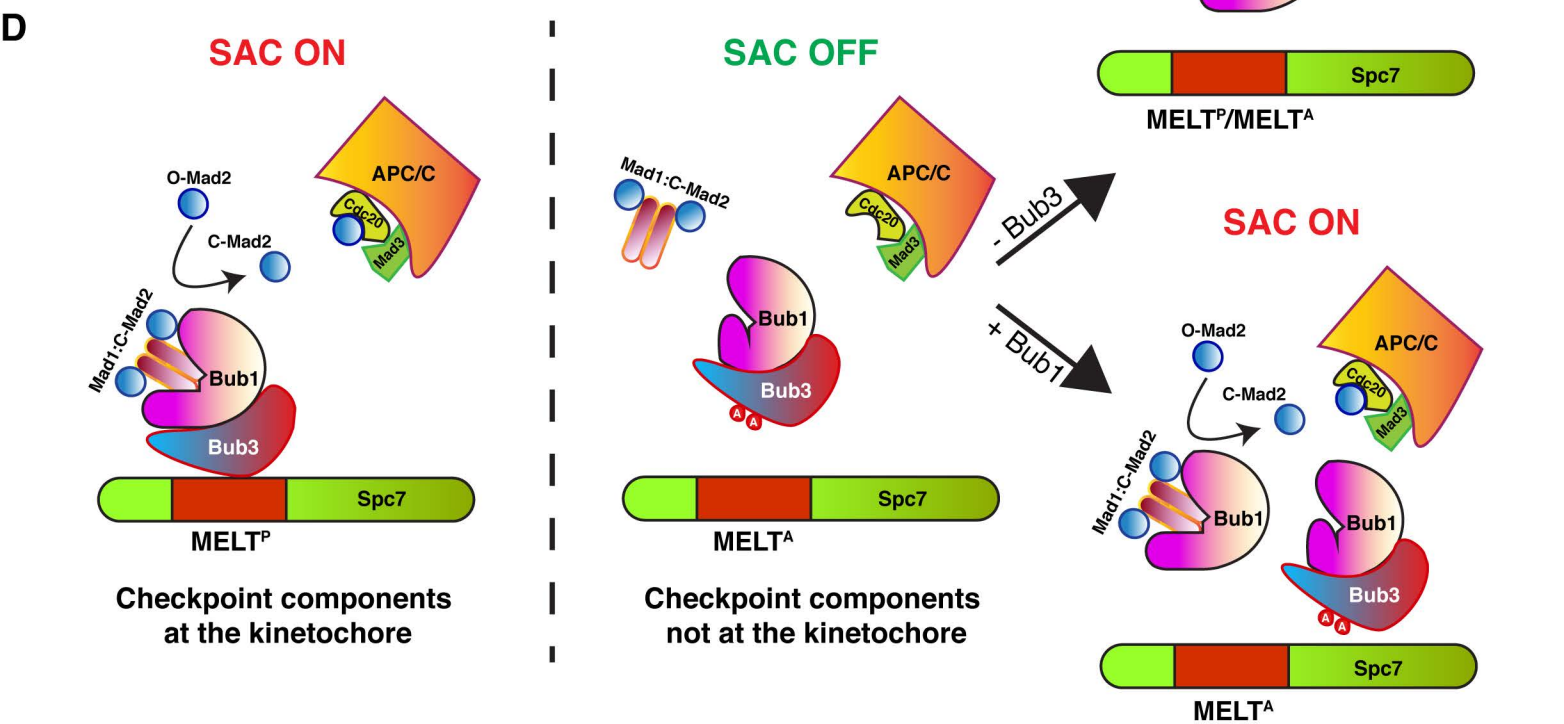 D
SAC ON
O-Mad2
C-Mad2
Mad1:C-Mad2
APC/C
Cdc20
Mad3
Bub1
Bub3
Spc7
MELTᴾ
Checkpoint components
at the kinetochore
SAC OFF
Mad1:C-Mad2
APC/C
Cdc20
Mad3
Bub1
Bub3
A A
Spc7
MELTᴬ
Checkpoint components
not at the kinetochore
- Bub3
+ Bub1
Spc7
MELTᴾ/MELTᴬ
SAC ON
O-Mad2
C-Mad2
Mad1:C-Mad2
APC/C
Cdc20
Mad3
Bub1
Bub1
Bub3
A A
Spc7
MELTᴬ